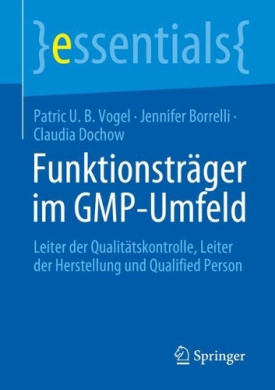 }essentials{
Patric U. B. Vogel · Jennifer Borrelli ·
Claudia Dochow
Funktionsträger
im GMP-Umfeld
Leiter der Qualitätskontrolle, Leiter
der Herstellung und Qualified Person
Springer